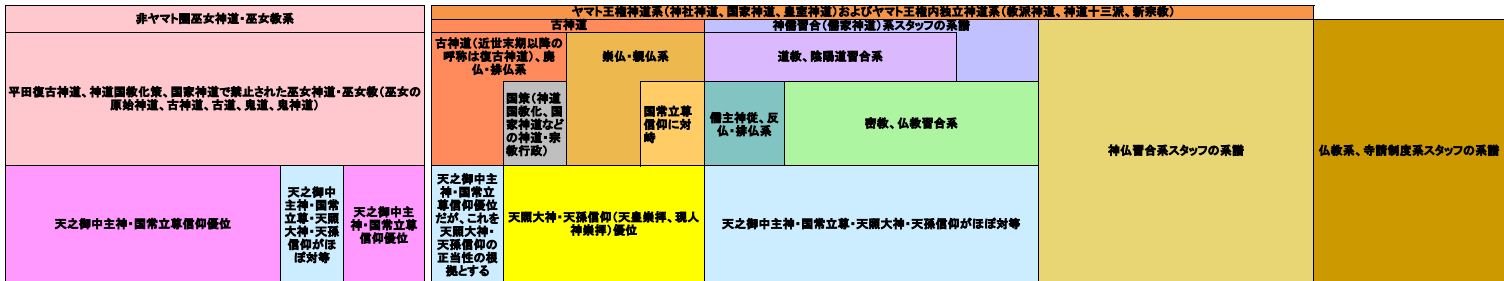 非ヤマト圏巫女神道・巫女教系
ヤマト王権神道系（神社神道、国家神道、皇室神道）およびヤマト王権内独立神道系（教派神道、神道十三派、新宗教）
古神道
神儒習合（儒家神道）系スタッフの系譜
平田復古神道、神道国教化策、国家神道で禁止された巫女神道・巫女教（巫女の
原始神道、古神道、古道、鬼道、鬼神道）
古神道（近世末期以降の
呼称は復古神道）、廃
仏・排仏系
崇仏・親仏系
道教、陰陽道習合系
国策（神道
国教化、国
家神道など
の神道・宗
教行政）
国常立尊
信仰に対
峙
儒主神従、反
仏・排仏系
密教、仏教習合系
神仏習合系スタッフの系譜
仏教系、寺請制度系スタッフの系譜
天之御中主神・国常立尊信仰優位
天之御中
主神・国常
立尊・天照
大神・天孫
信仰がほ
ぼ対等
天之御中主
神・国常立尊
信仰優位
天之御中主
神・国常立
尊信仰優位
だが、これを
天照大神・
天孫信仰の
正当性の根
拠とする
天照大神・天孫信仰（天皇崇拝、現人
神崇拝）優位
天之御中主神・国常立尊・天照大神・天孫信仰がほぼ対等